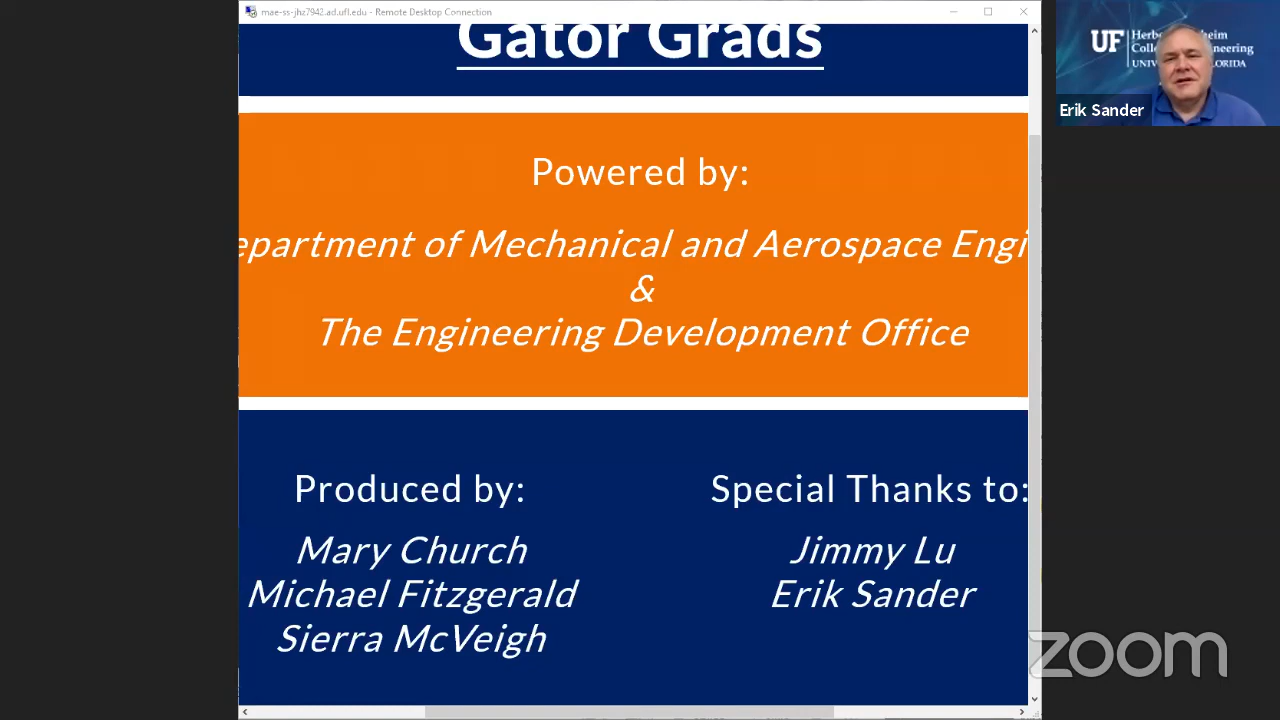 mae-ss-jhz7942.ad.ufl.edu - Remote Desktop Connection
Gator Grads
Powered by:
epartment of Mechanical and Aerospace Engi
&
The Engineering Development Office
Produced by:
Mary Church
Michael Fitzgerald
Sierra McVeigh
Special Thanks to:
Jimmy Lu
Erik Sander
UF
Erik Sander
zoom